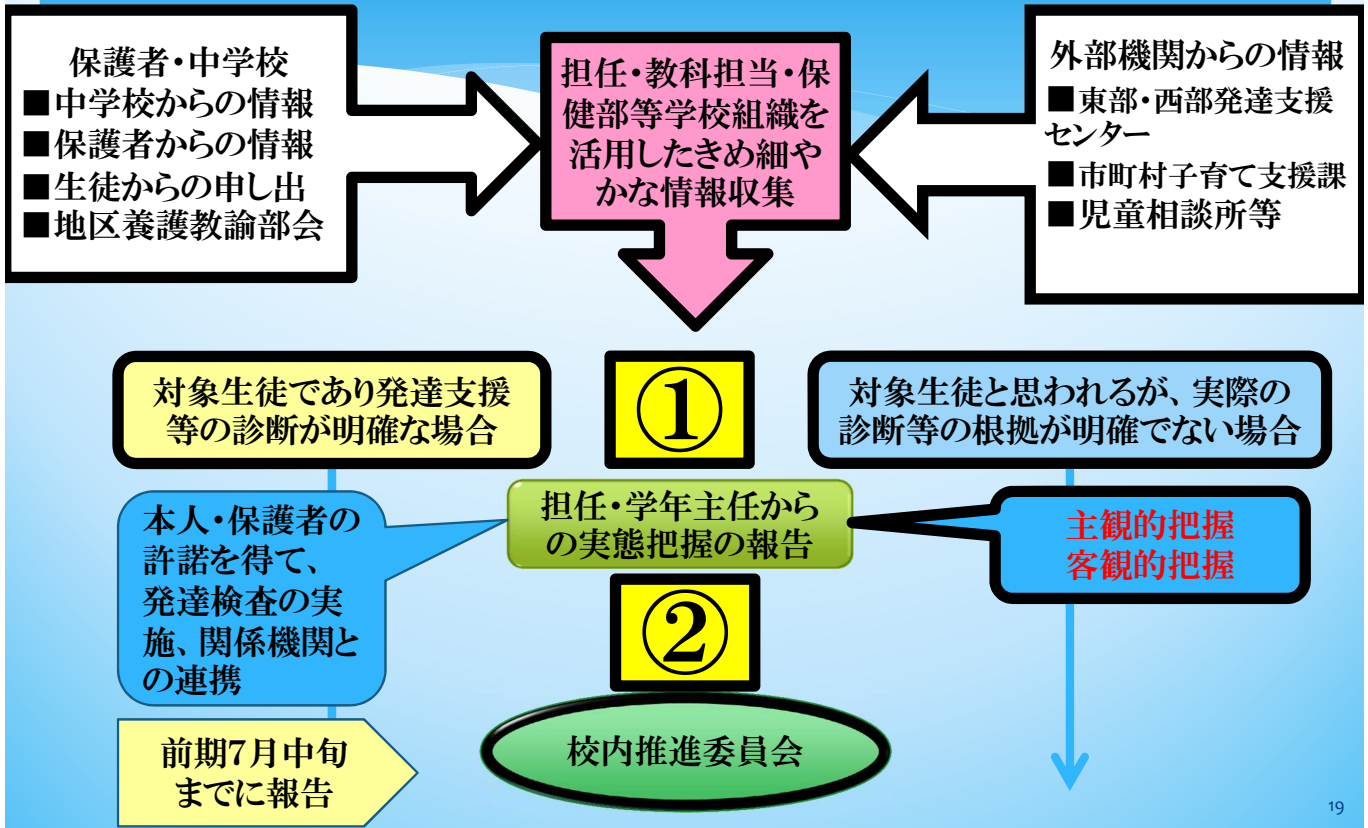 保護者・中学校
■中学校からの情報
■保護者からの情報
■生徒からの申し出
■地区養護教諭部会
担任・教科担当・保
健部等学校組織を
活用したきめ細や
かな情報収集
外部機関からの情報
■東部・西部発達支援
センター
■市町村子育て支援課
■児童相談所等
対象生徒であり発達支援
等の診断が明確な場合
①
対象生徒と思われるが、実際の
診断等の根拠が明確でない場合
本人・保護者の
許諾を得て、
発達検査の実
施、関係機関と
の連携
担任・学年主任から
の実態把握の報告
主観的把握
客観的把握
②
前期7月中旬
までに報告
校内推進委員会
19